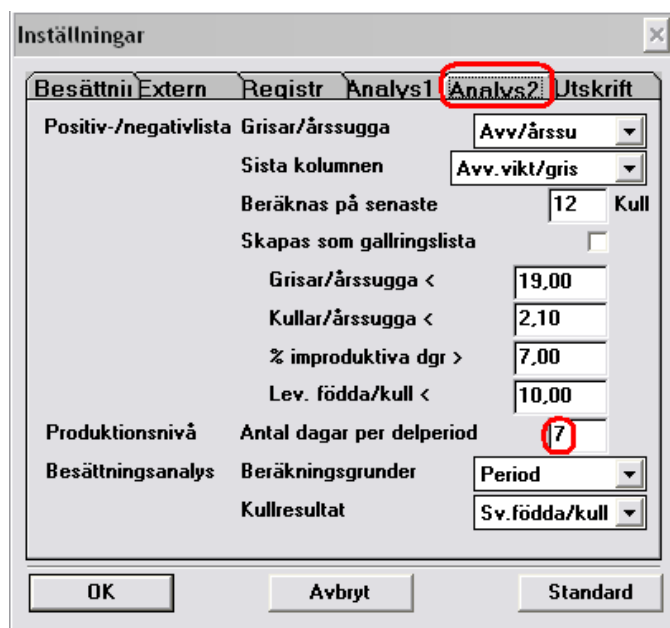 Inställningar
Besättnii Extern Registr Analys1 Analys2 Utskrift
Positiv-/negativlista Grisar/årssugga Avv/årssu
Sista kolumnen Avv.vikt/gris
Beräknas på senaste 12 Kull
Skapas som gallringslista
Grisar/årssugga < 19,00
Kullar/årssugga < 2,10
% improduktiva dgr > 7,00
Lev. födda/kull < 10,00
Produktionsnivå Antal dagar per delperiod 7
Besättningsanalys Beräkningsgrunder Period
Kullresultat Sv.födda/kull
OK Avbryt Standard